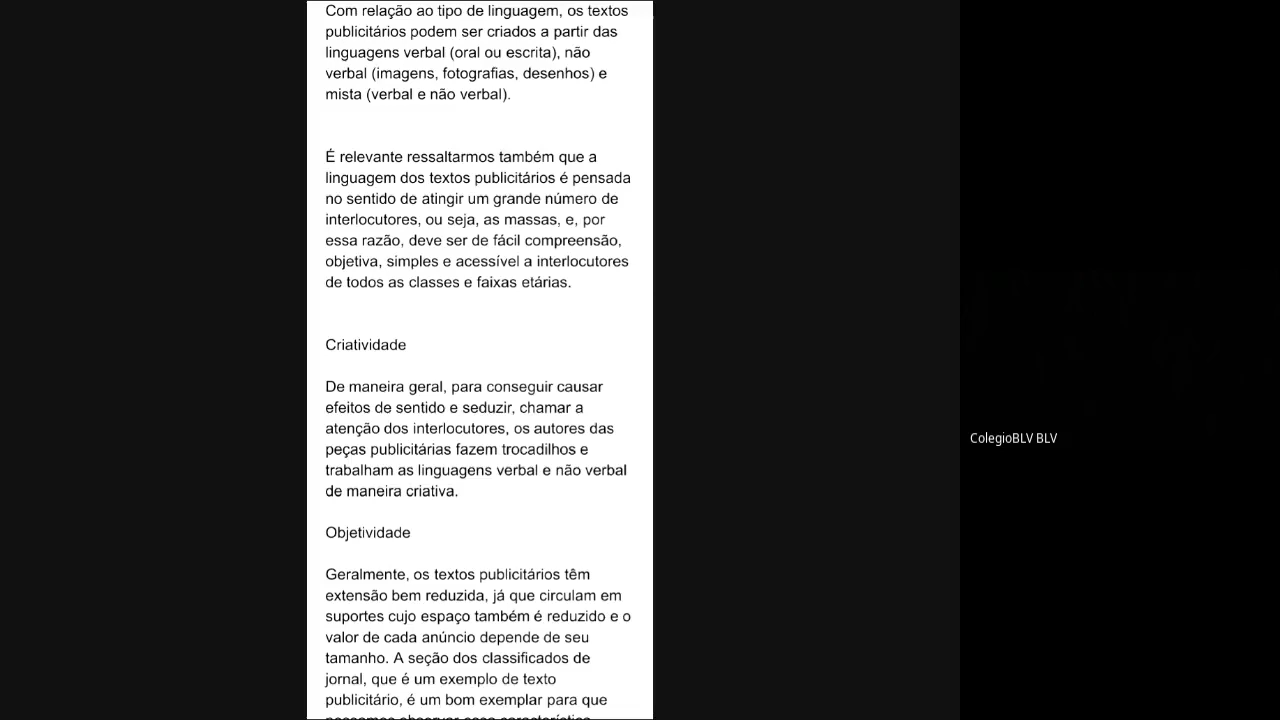 Com relação ao tipo de linguagem, os textos
publicitários podem ser criados a partir das
linguagens verbal (oral ou escrita), não
verbal (imagens, fotografias, desenhos) e
mista (verbal e não verbal).
É relevante ressaltarmos também que a
linguagem dos textos publicitários é pensada
no sentido de atingir um grande número de
interlocutores, ou seja, as massas, e, por
essa razão, deve ser de fácil compreensão,
objetiva, simples e acessível a interlocutores
de todos as classes e faixas etárias.
Criatividade
De maneira geral, para conseguir causar
efeitos de sentido e seduzir, chamar a
atenção dos interlocutores, os autores das
peças publicitárias fazem trocadilhos e
trabalham as linguagens verbal e não verbal
de maneira criativa.
Objetividade
Geralmente, os textos publicitários têm
extensão bem reduzida, já que circulam em
suportes cujo espaço também é reduzido e o
valor de cada anúncio depende de seu
tamanho. A seção dos classificados de
jornal, que é um exemplo de texto
publicitário, é um bom exemplar para que
ColegioBLV BLV